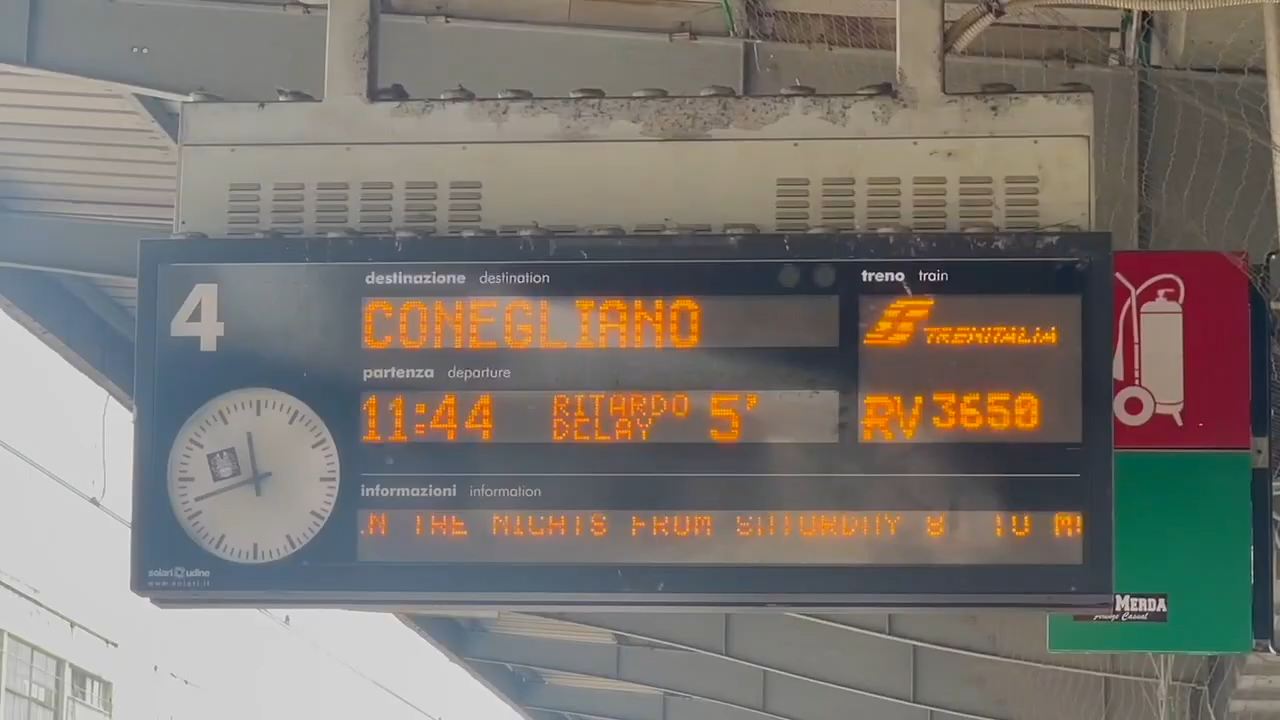 4
destinazione destination
CONEGLIANO
treno train
TRENITALIA
partenza departure
11:44 RITARDO DELAY 5'
RV 3650
informazioni information
THE NIGHTS FROM SATURDAY 8 TO
solari udine
www.solari.it
MERDA
Casual